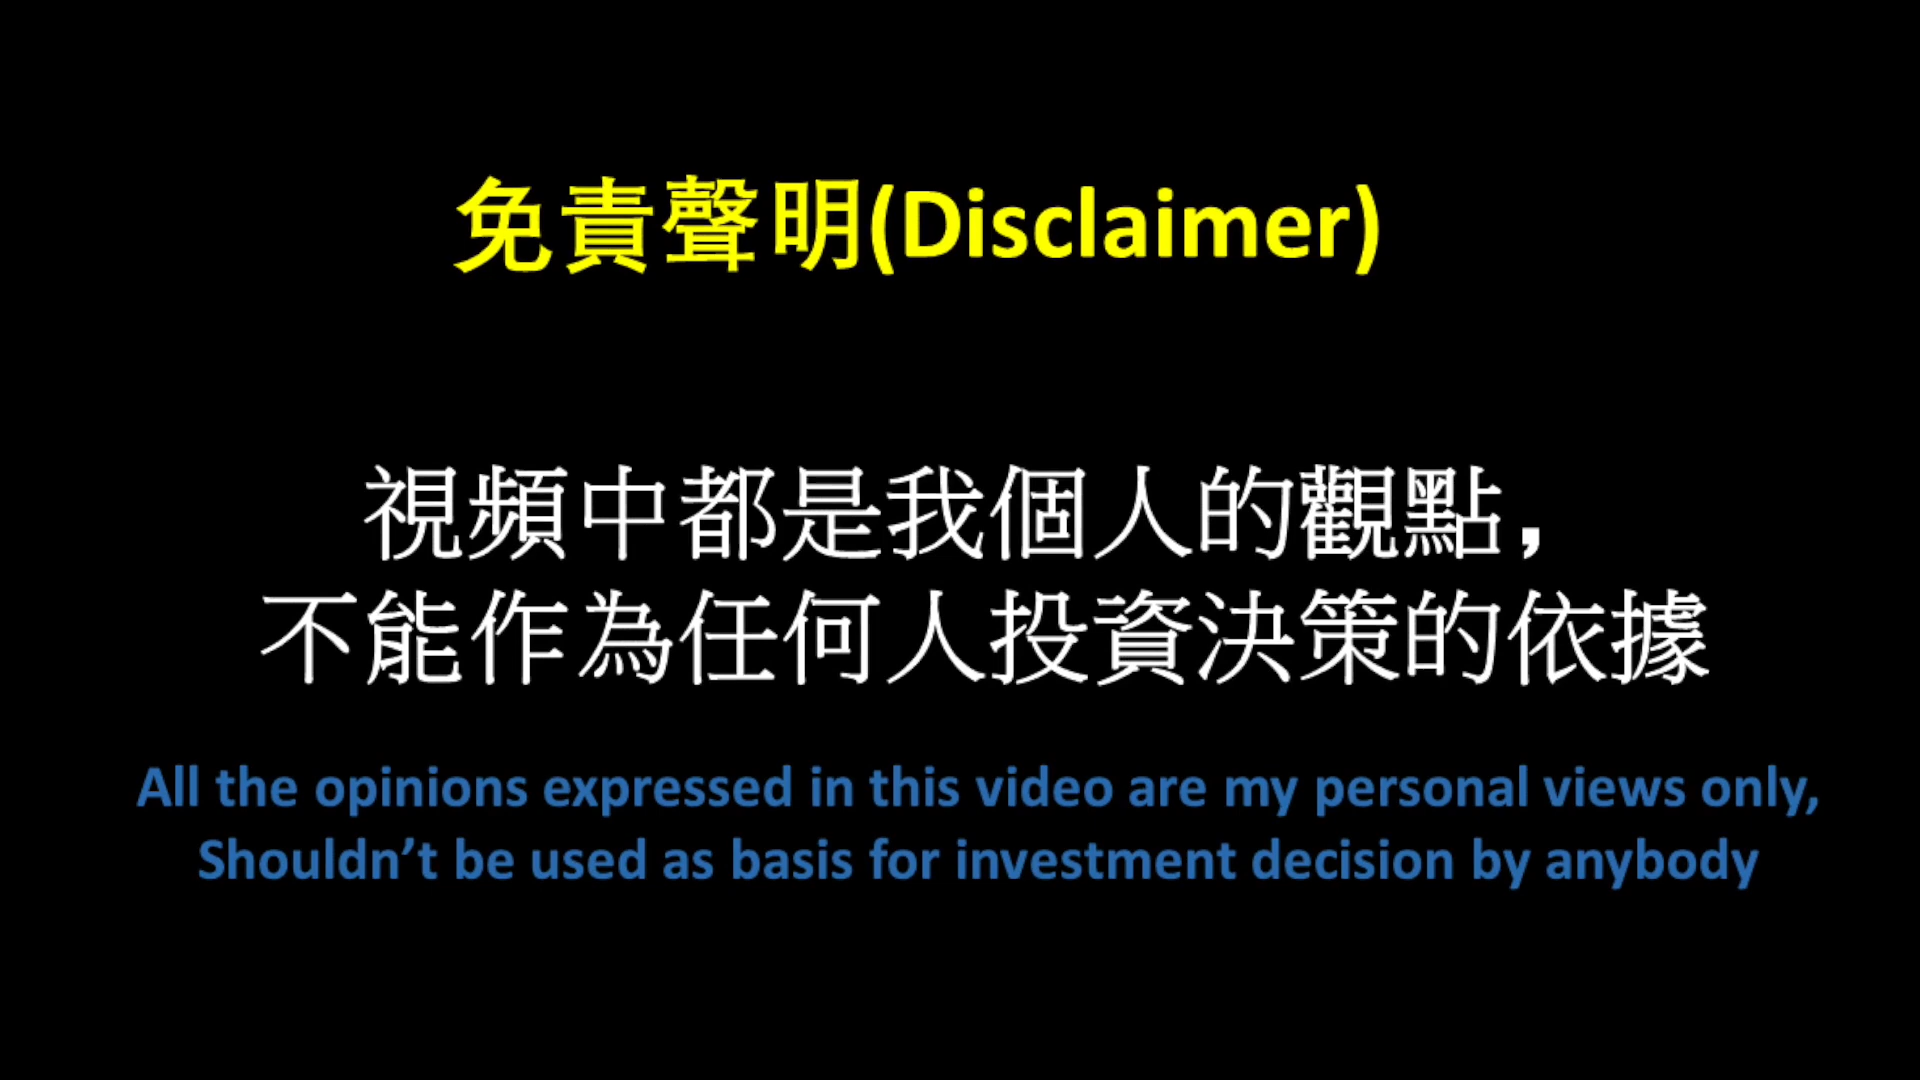 免責聲明(Disclaimer)
視頻中都是我個人的觀點，
不能作為任何人投資決策的依據
All the opinions expressed in this video are my personal views only,
Shouldn’t be used as basis for investment decision by anybody